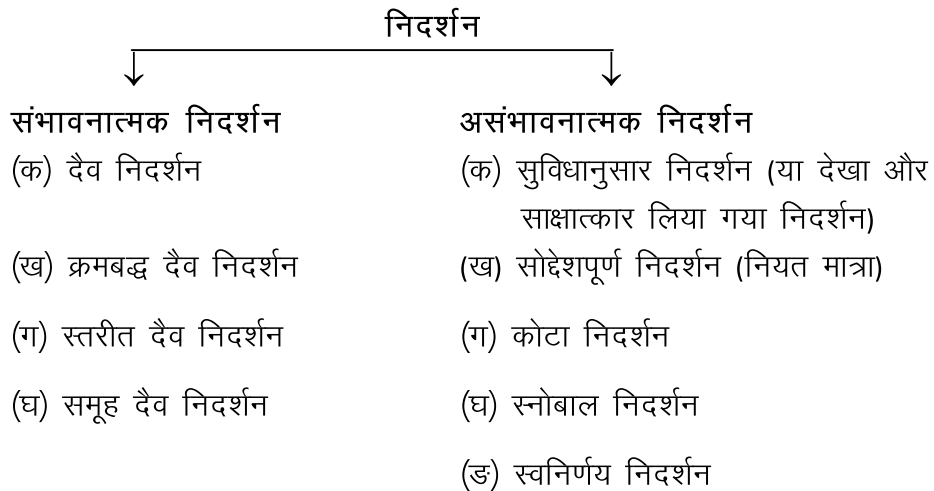 निदर्शन
संभावनात्मक निदर्शन
(क) दैव निदर्शन
(ख) क्रमबद्ध दैव निदर्शन
(ग) स्तरीत दैव निदर्शन
(घ) समूह दैव निदर्शन
असंभावनात्मक निदर्शन
(क) सुविधानुसार निदर्शन (या देखा और
साक्षात्कार लिया गया निदर्शन)
(ख) सोद्देशपूर्ण निदर्शन (नियत मात्रा)
(ग) कोटा निदर्शन
(घ) स्नोबाल निदर्शन
(ङ) स्वनिर्णय निदर्शन